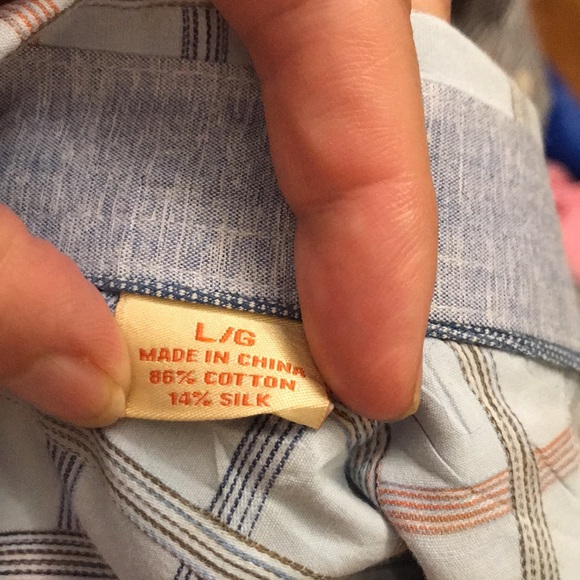 L/G
MADE IN CHINA
86% COTTON
14% SILK